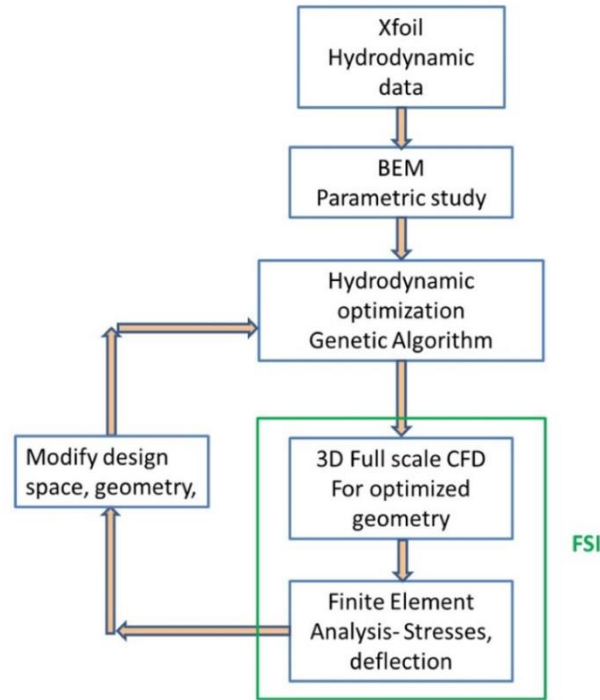 Xfoil
Hydrodynamic
data
BEM
Parametric study
Hydrodynamic
optimization
Genetic Algorithm
Modify design
space, geometry,
3D Full scale CFD
For optimized
geometry
FSI
Finite Element
Analysis- Stresses,
deflection